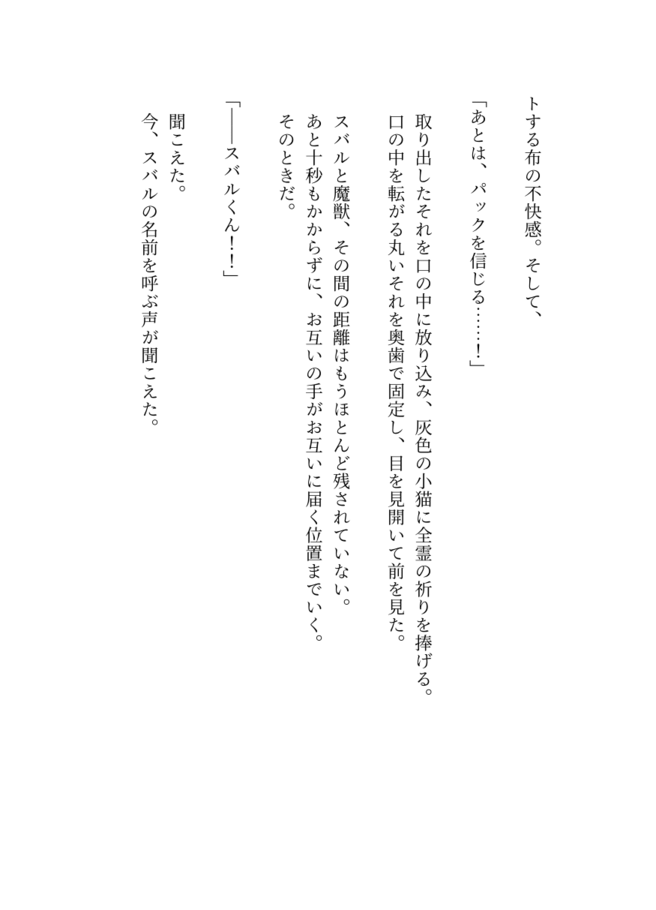 トする布の不快感。そして、
「あとは、パックを信じる……！」
取り出したそれを口の中に放り込み、灰色の小猫に全霊の祈りを捧げる。
口の中を転がる丸いそれを奥歯で固定し、目を見開いて前を見た。
スバルと魔獣、その間の距離はもうほとんど残されていない。
あと十秒もかからずに、お互いの手がお互いに届く位置までいく。
そのときだ。
「――スバルくん！！」
聞こえた。
今、スバルの名前を呼ぶ声が聞こえた。